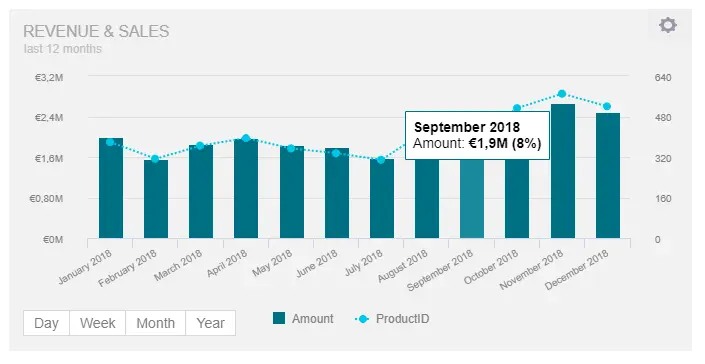 REVENUE & SALES
last 12 months
€3,2M
€2,4M
€1,6M
€0,80M
€0M
640
480
320
160
0
September 2018
Amount: €1,9M (8%)
January 2018
February 2018
March 2018
April 2018
May 2018
June 2018
July 2018
August 2018
September 2018
October 2018
November 2018
December 2018
Day Week Month Year
Amount ProductID